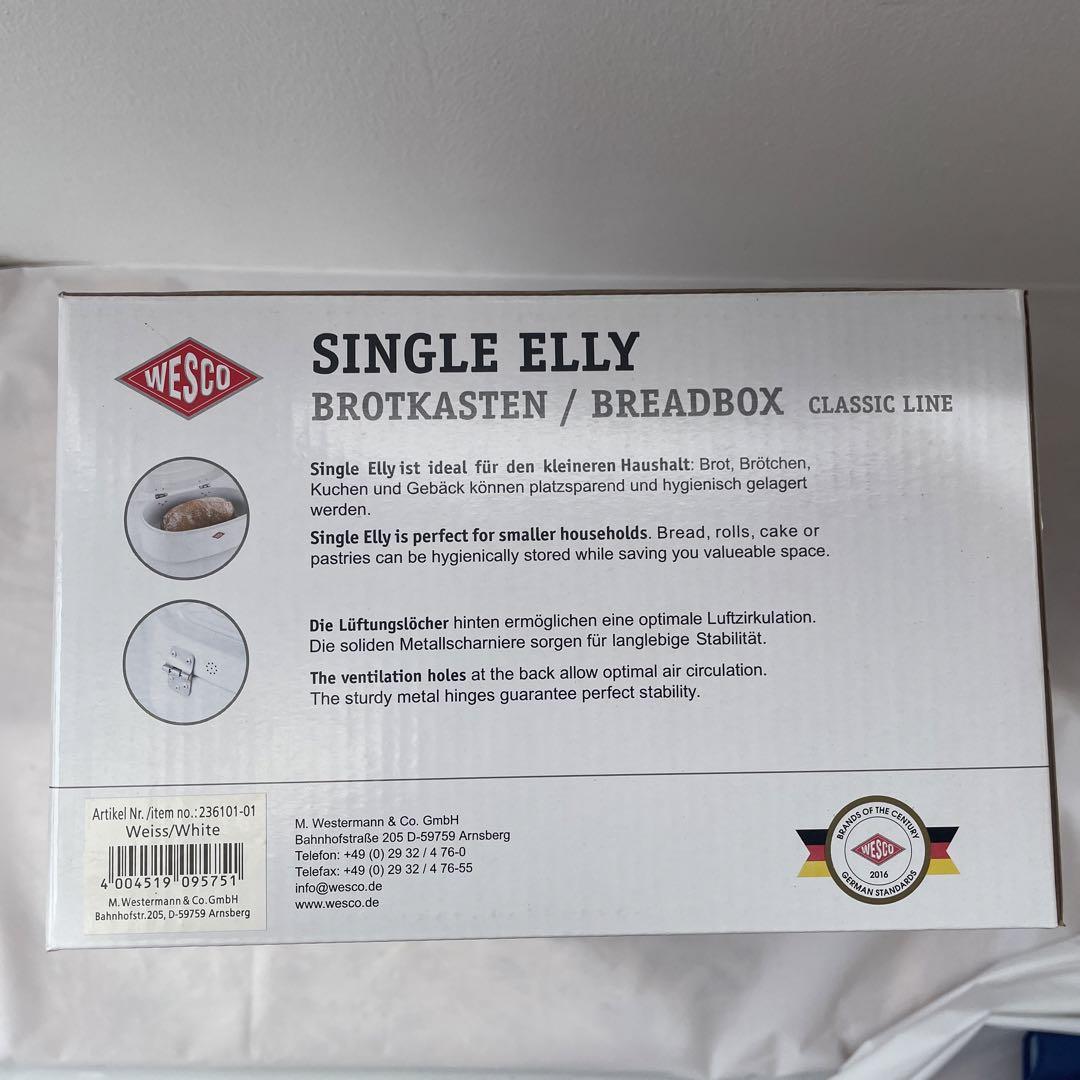 WESCO
SINGLE ELLY
BROTKASTEN / BREADBOX CLASSIC LINE
Single Elly ist ideal für den kleineren Haushalt: Brot, Brötchen,
Kuchen und Gebäck können platzsparend und hygienisch gelagert
werden.
Single Elly is perfect for smaller households. Bread, rolls, cake or
pastries can be hygienically stored while saving you valueable space.
Die Lüftungslöcher hinten ermöglichen eine optimale Luftzirkulation.
Die soliden Metallscharniere sorgen für langlebige Stabilität.
The ventilation holes at the back allow optimal air circulation.
The sturdy metal hinges guarantee perfect stability.
Artikel Nr. /item no.: 236101-01
Weiss/White
4 004519 095751
M. Westermann & Co. GmbH
Bahnhofstr. 205, D-59759 Arnsberg
M. Westermann & Co. GmbH
Bahnhofstraße 205 D-59759 Arnsberg
Telefon: +49 (0) 29 32 / 4 76-0
Telefax: +49 (0) 29 32 / 4 76-55
info@wesco.de
www.wesco.de
BRANDS OF THE CENTURY
WESCO
2016
GERMAN STANDARDS